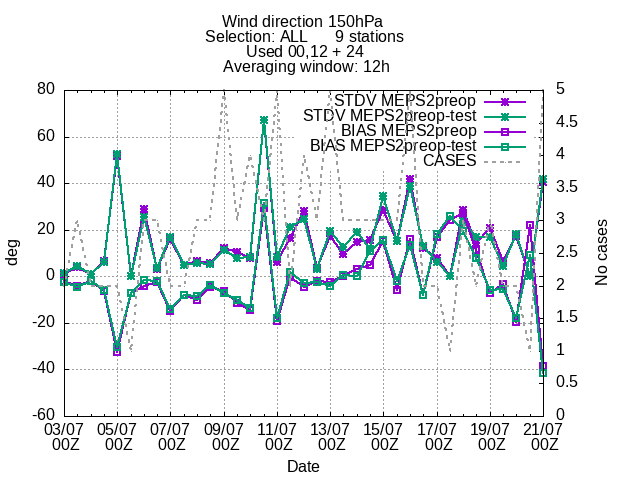 Wind direction 150hPa
Selection: ALL 9 stations
Used 00,12 + 24
Averaging window: 12h
STDV MEPS2preop
STDV MEPS2preop-test
BIAS MEPS2preop
BIAS MEPS2preop-test
CASES
80
60
40
20
0
-20
-40
-60
deg
5
4.5
4
3.5
3
2.5
2
1.5
1
0.5
0
No cases
03/07 05/07 07/07 09/07 11/07 13/07 15/07 17/07 19/07 21/07
00Z 00Z 00Z 00Z 00Z 00Z 00Z 00Z 00Z 00Z
Date